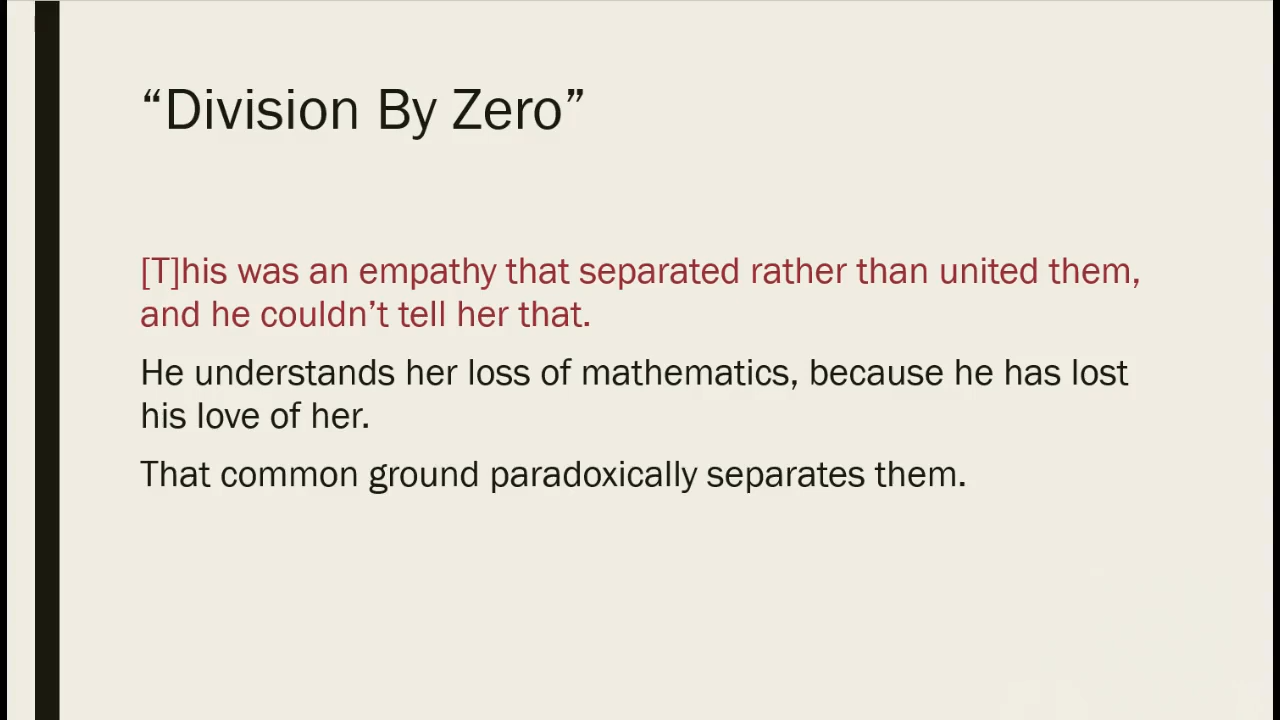 “Division By Zero”
[T]his was an empathy that separated rather than united them,
and he couldn’t tell her that.
He understands her loss of mathematics, because he has lost
his love of her.
That common ground paradoxically separates them.